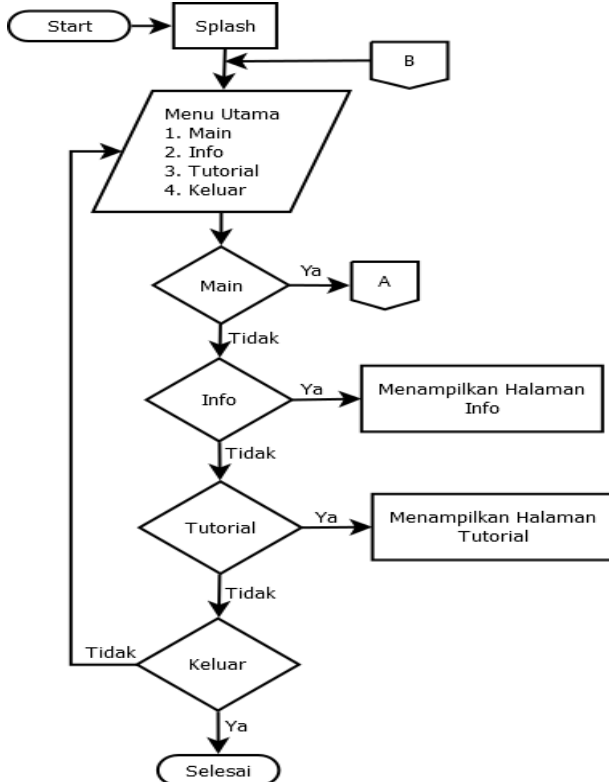 Start
Splash
B
Menu Utama
1. Main
2. Info
3. Tutorial
4. Keluar
Main
Ya
A
Tidak
Info
Ya
Menampilkan Halaman
Info
Tidak
Tutorial
Ya
Menampilkan Halaman
Tutorial
Tidak
Tidak
Keluar
Ya
Selesai